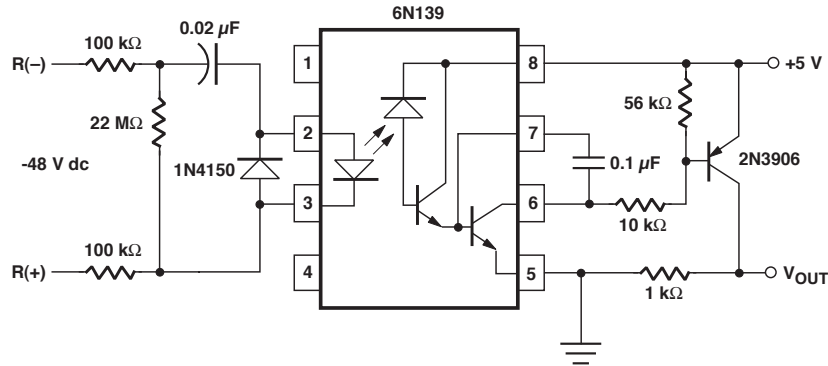 6N139
0.02 µF
100 kΩ
R(–)
22 MΩ
-48 V dc
1N4150
100 kΩ
R(+)
1
2
3
4
8
7
6
5
+5 V
56 kΩ
2N3906
0.1 µF
10 kΩ
1 kΩ
VOUT